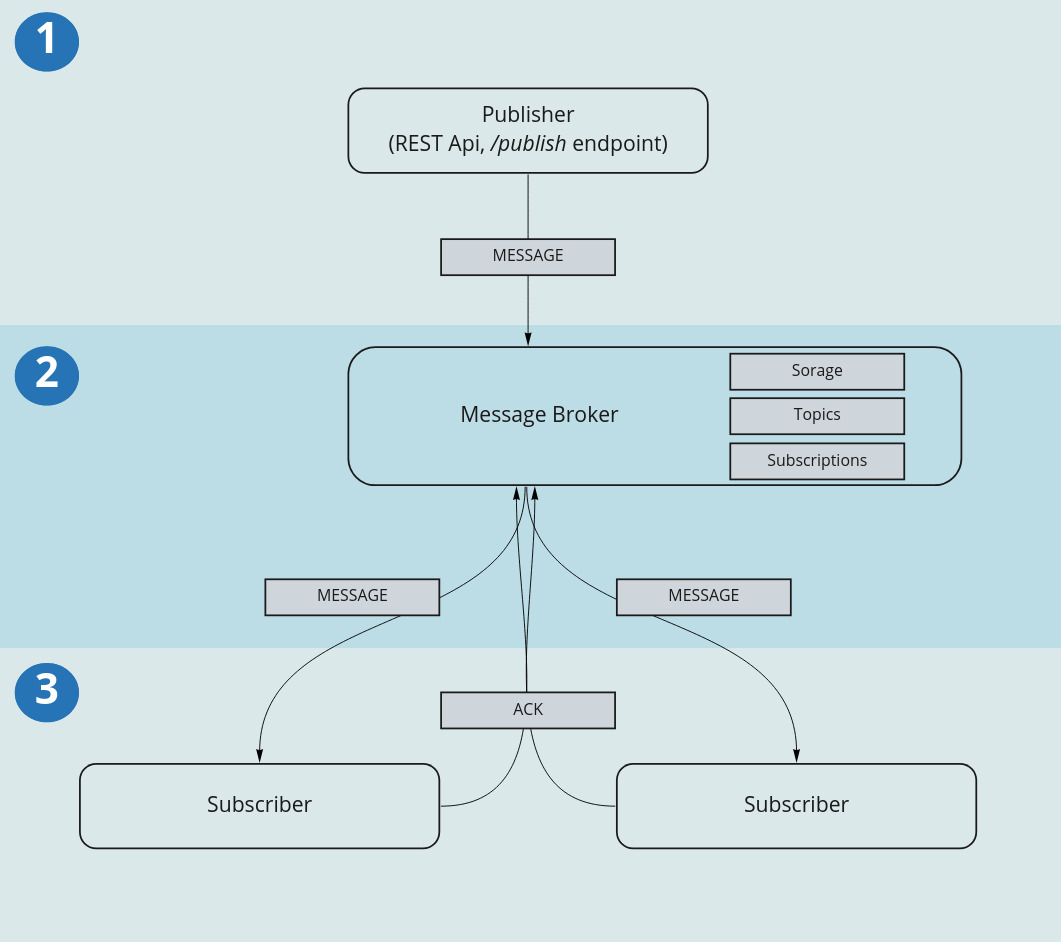 1
Publisher
(REST Api, /publish endpoint)
MESSAGE
2
Message Broker
Sorage
Topics
Subscriptions
MESSAGE
MESSAGE
3
ACK
Subscriber
Subscriber